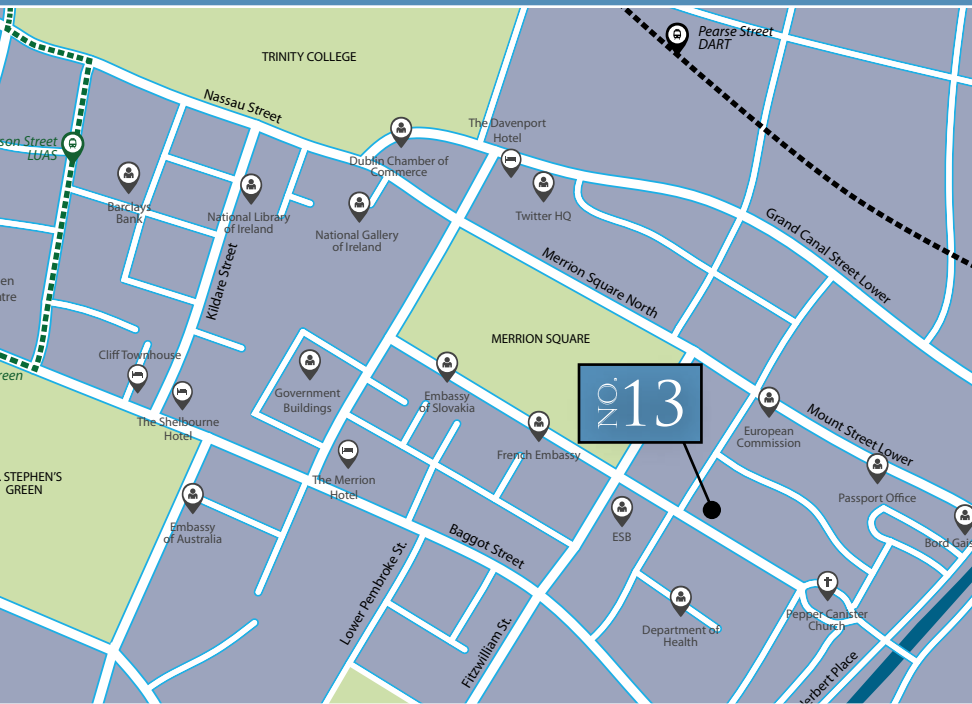 Pearse Street
DART
TRINITY COLLEGE
Nassau Street
The Davenport
Hotel
son Street
LUAS
Dublin Chamber of
Commerce
Barclays
Bank
National Library
of Ireland
Twitter HQ
National Gallery
of Ireland
Grand Canal Street Lower
Kildare Street
Merrion Square North
en
tre
MERRION SQUARE
Cliff Townhouse
reen
Government
Buildings
Embassy
of Slovakia
NO. 13
The Shelbourne
Hotel
European
Commission
Mount Street Lower
French Embassy
STEPHEN'S
GREEN
The Merrion
Hotel
Passport Office
Embassy
of Australia
ESB
Baggot Street
Bord Gais
Lower Pembroke St.
Pepper Canister
Church
Department of
Health
Fitzwilliam St.
erbert Place